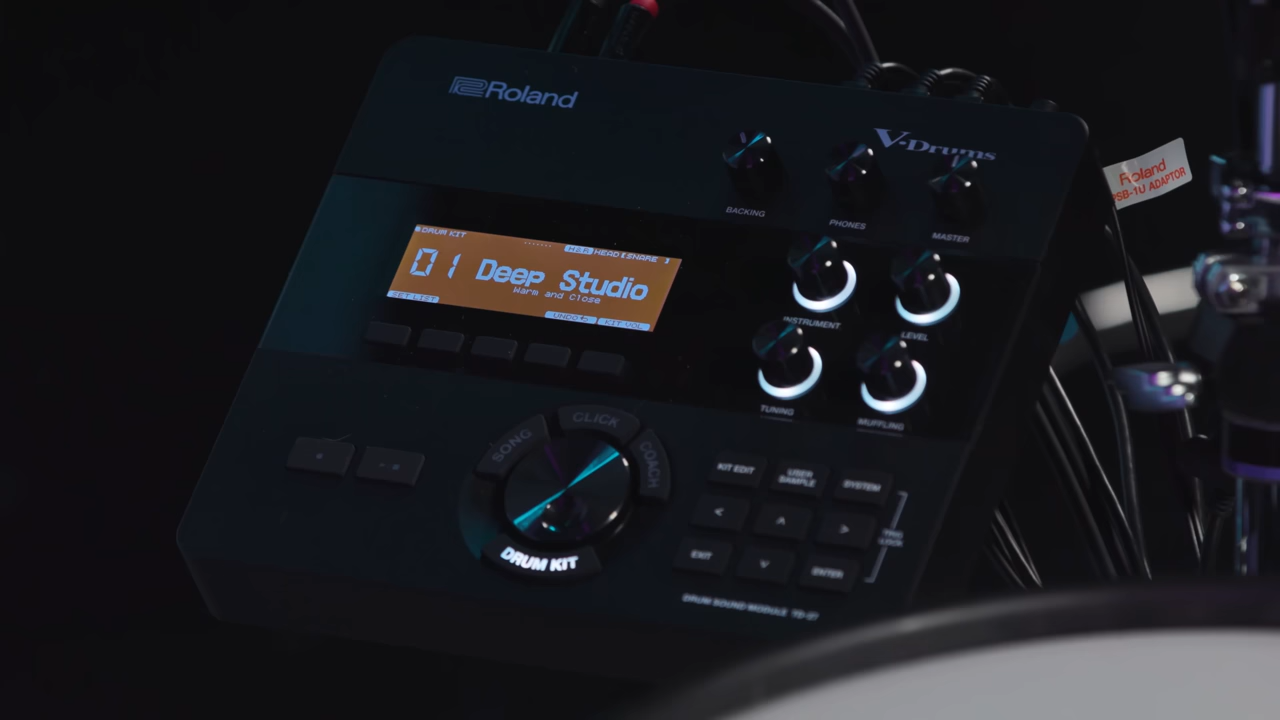 Roland
V-Drums
Roland
PSB-1U ADAPTOR
BACKING
PHONES
MASTER
DRUM KIT
H&R HEAD SNARE
01 Deep Studio
Warm and Close
SET LIST
UNDO
KIT VOL
INSTRUMENT
LEVEL
TUNING
MUFFLING
SONG
CLICK
COACH
DRUM KIT
KIT EDIT
USER
SAMPLE
SYSTEM
EXIT
ENTER
TRIG
LOCK
DRUM SOUND MODULE TD-27